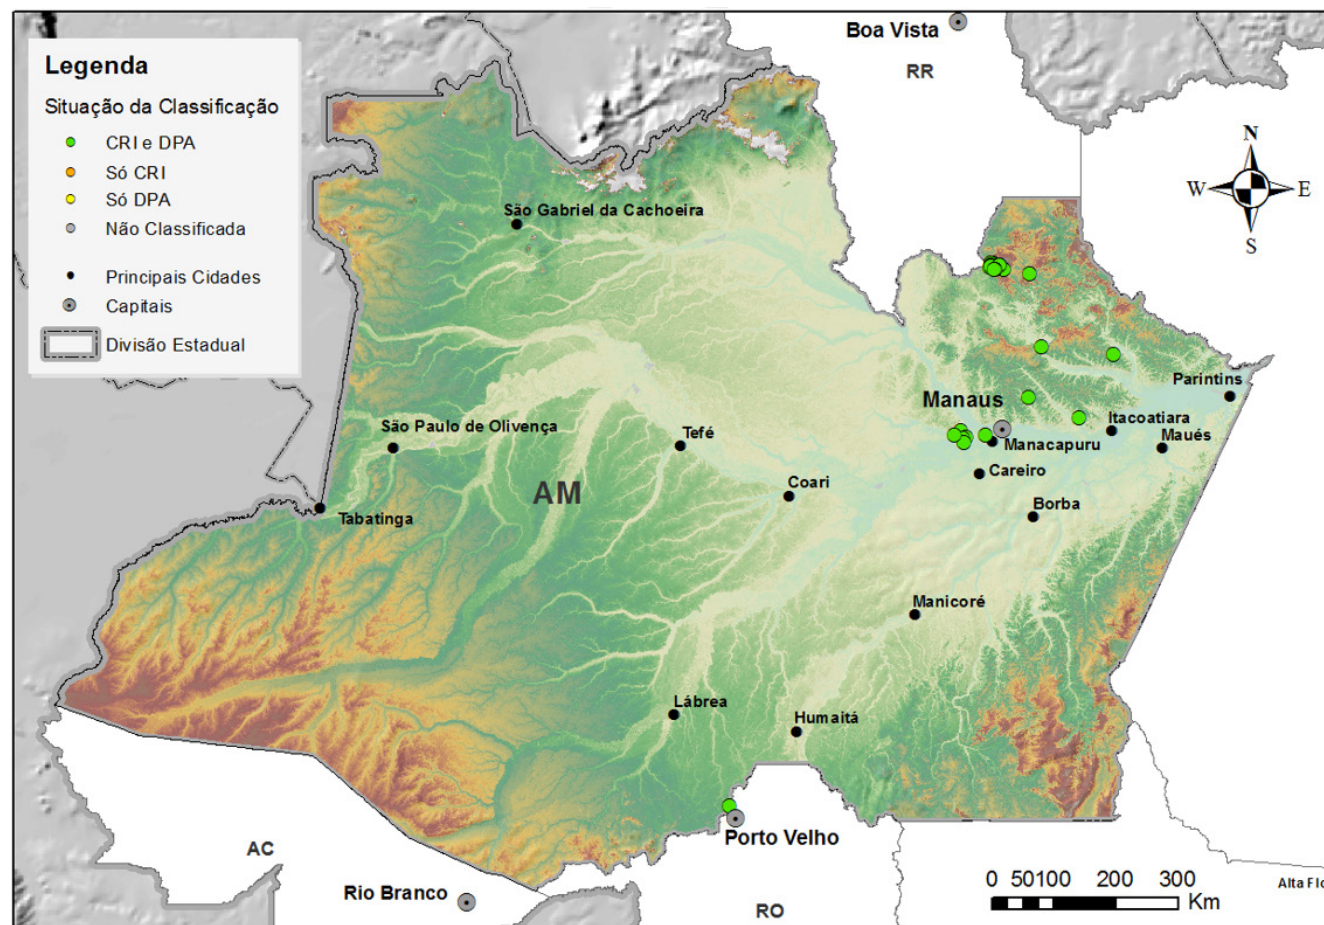 Legenda
Situação da Classificação
CRI e DPA
Só CRI
Só DPA
Não Classificada
Principais Cidades
Capitais
Divisão Estadual
Boa Vista
RR
N
W E
S
São Gabriel da Cachoeira
Parintins
Manaus
Itacoatiara
São Paulo de Olivença
Tefé
Manacapuru
Maués
Careiro
AM
Coari
Tabatinga
Borba
Manicoré
Lábrea
Humaitá
Porto Velho
AC
Rio Branco
RO
0 50100 200 300
Km
Alta Flo